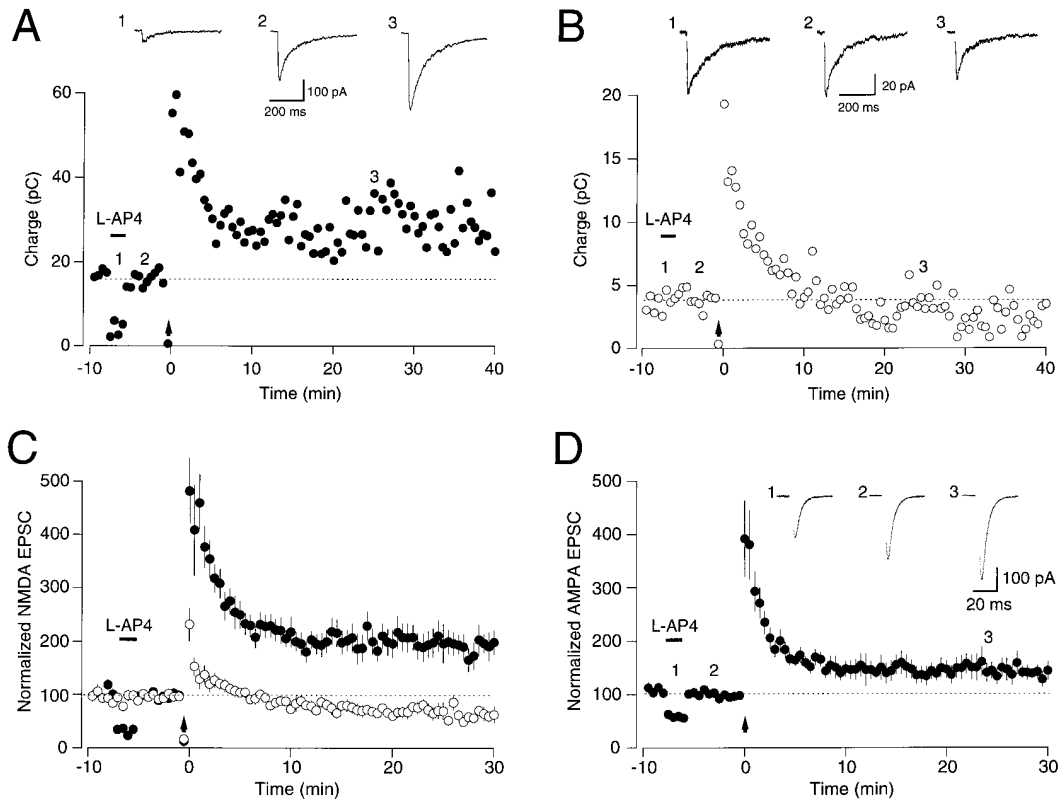 A
1 2 3
100 pA
200 ms
60
40
20
0
Charge (pC)
L-AP4
1 2
3
-10 0 10 20 30 40
Time (min)
B
1 2 3
20 pA
200 ms
20
15
10
5
0
Charge (pC)
L-AP4
1 2
3
-10 0 10 20 30 40
Time (min)
C
500
400
300
200
100
0
Normalized NMDA EPSC
L-AP4
-10 0 10 20 30
Time (min)
D
1 2 3
100 pA
20 ms
500
400
300
200
100
0
Normalized AMPA EPSC
L-AP4
1 2
3
-10 0 10 20 30
Time (min)